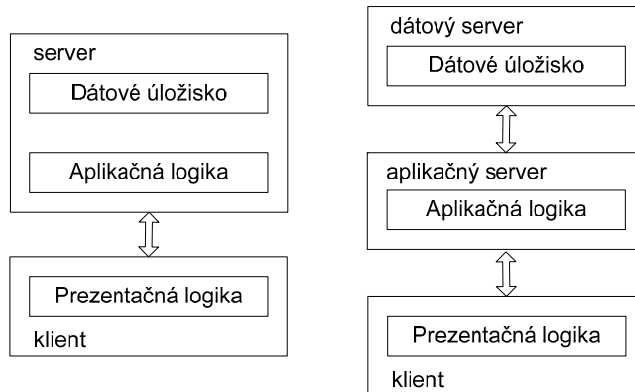 server
Dátové úložisko
Aplikačná logika
Prezentačná logika
klient
dátový server
Dátové úložisko
aplikačný server
Aplikačná logika
Prezentačná logika
klient